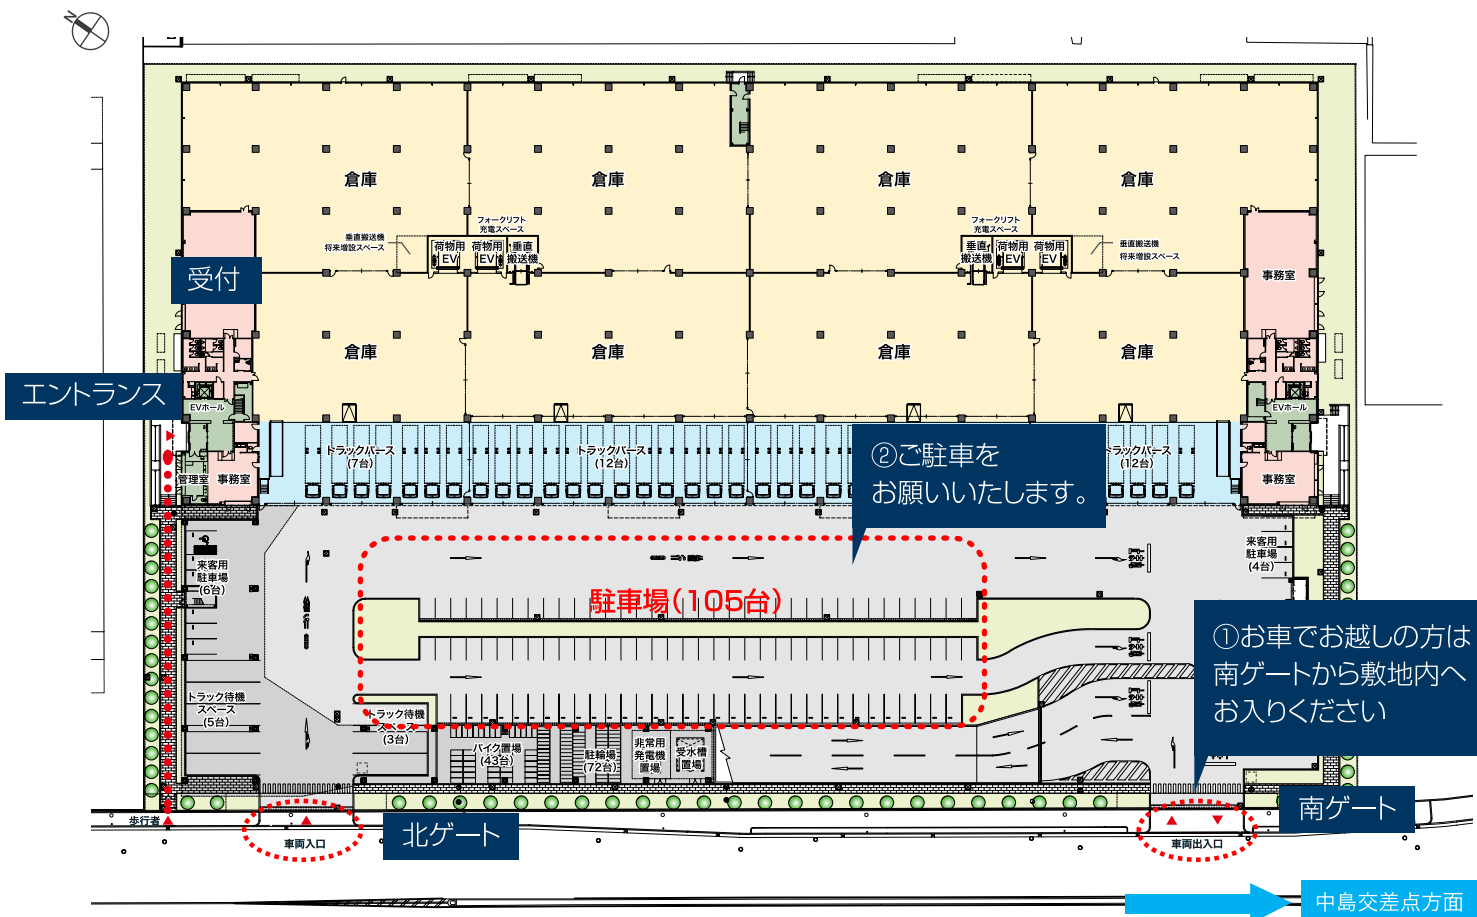 N
倉庫
倉庫
倉庫
倉庫
フォークリフト
充電スペース
フォークリフト
充電スペース
垂直搬送機
将来増設スペース
荷物用
EV
荷物用
EV
垂直
搬送機
垂直
搬送機
荷物用
EV
荷物用
EV
垂直搬送機
将来増設スペース
受付
事務室
倉庫
倉庫
倉庫
倉庫
エントランス
EVホール
EVホール
トラックバース
(7台)
トラックバース
(12台)
トラックバース
(12台)
②ご駐車を
お願いいたします。
管理室
事務室
事務室
来客用
駐車場
(6台)
来客用
駐車場
(4台)
駐車場(105台)
①お車でお越しの方は
南ゲートから敷地内へ
お入りください
トラック待機
スペース
(5台)
トラック待機
スペース
(3台)
バイク置場
(43台)
駐輪場
(72台)
非常用
発電機
置場
受水槽
置場
歩行者
車両入口
北ゲート
南ゲート
車両出入口
中島交差点方面